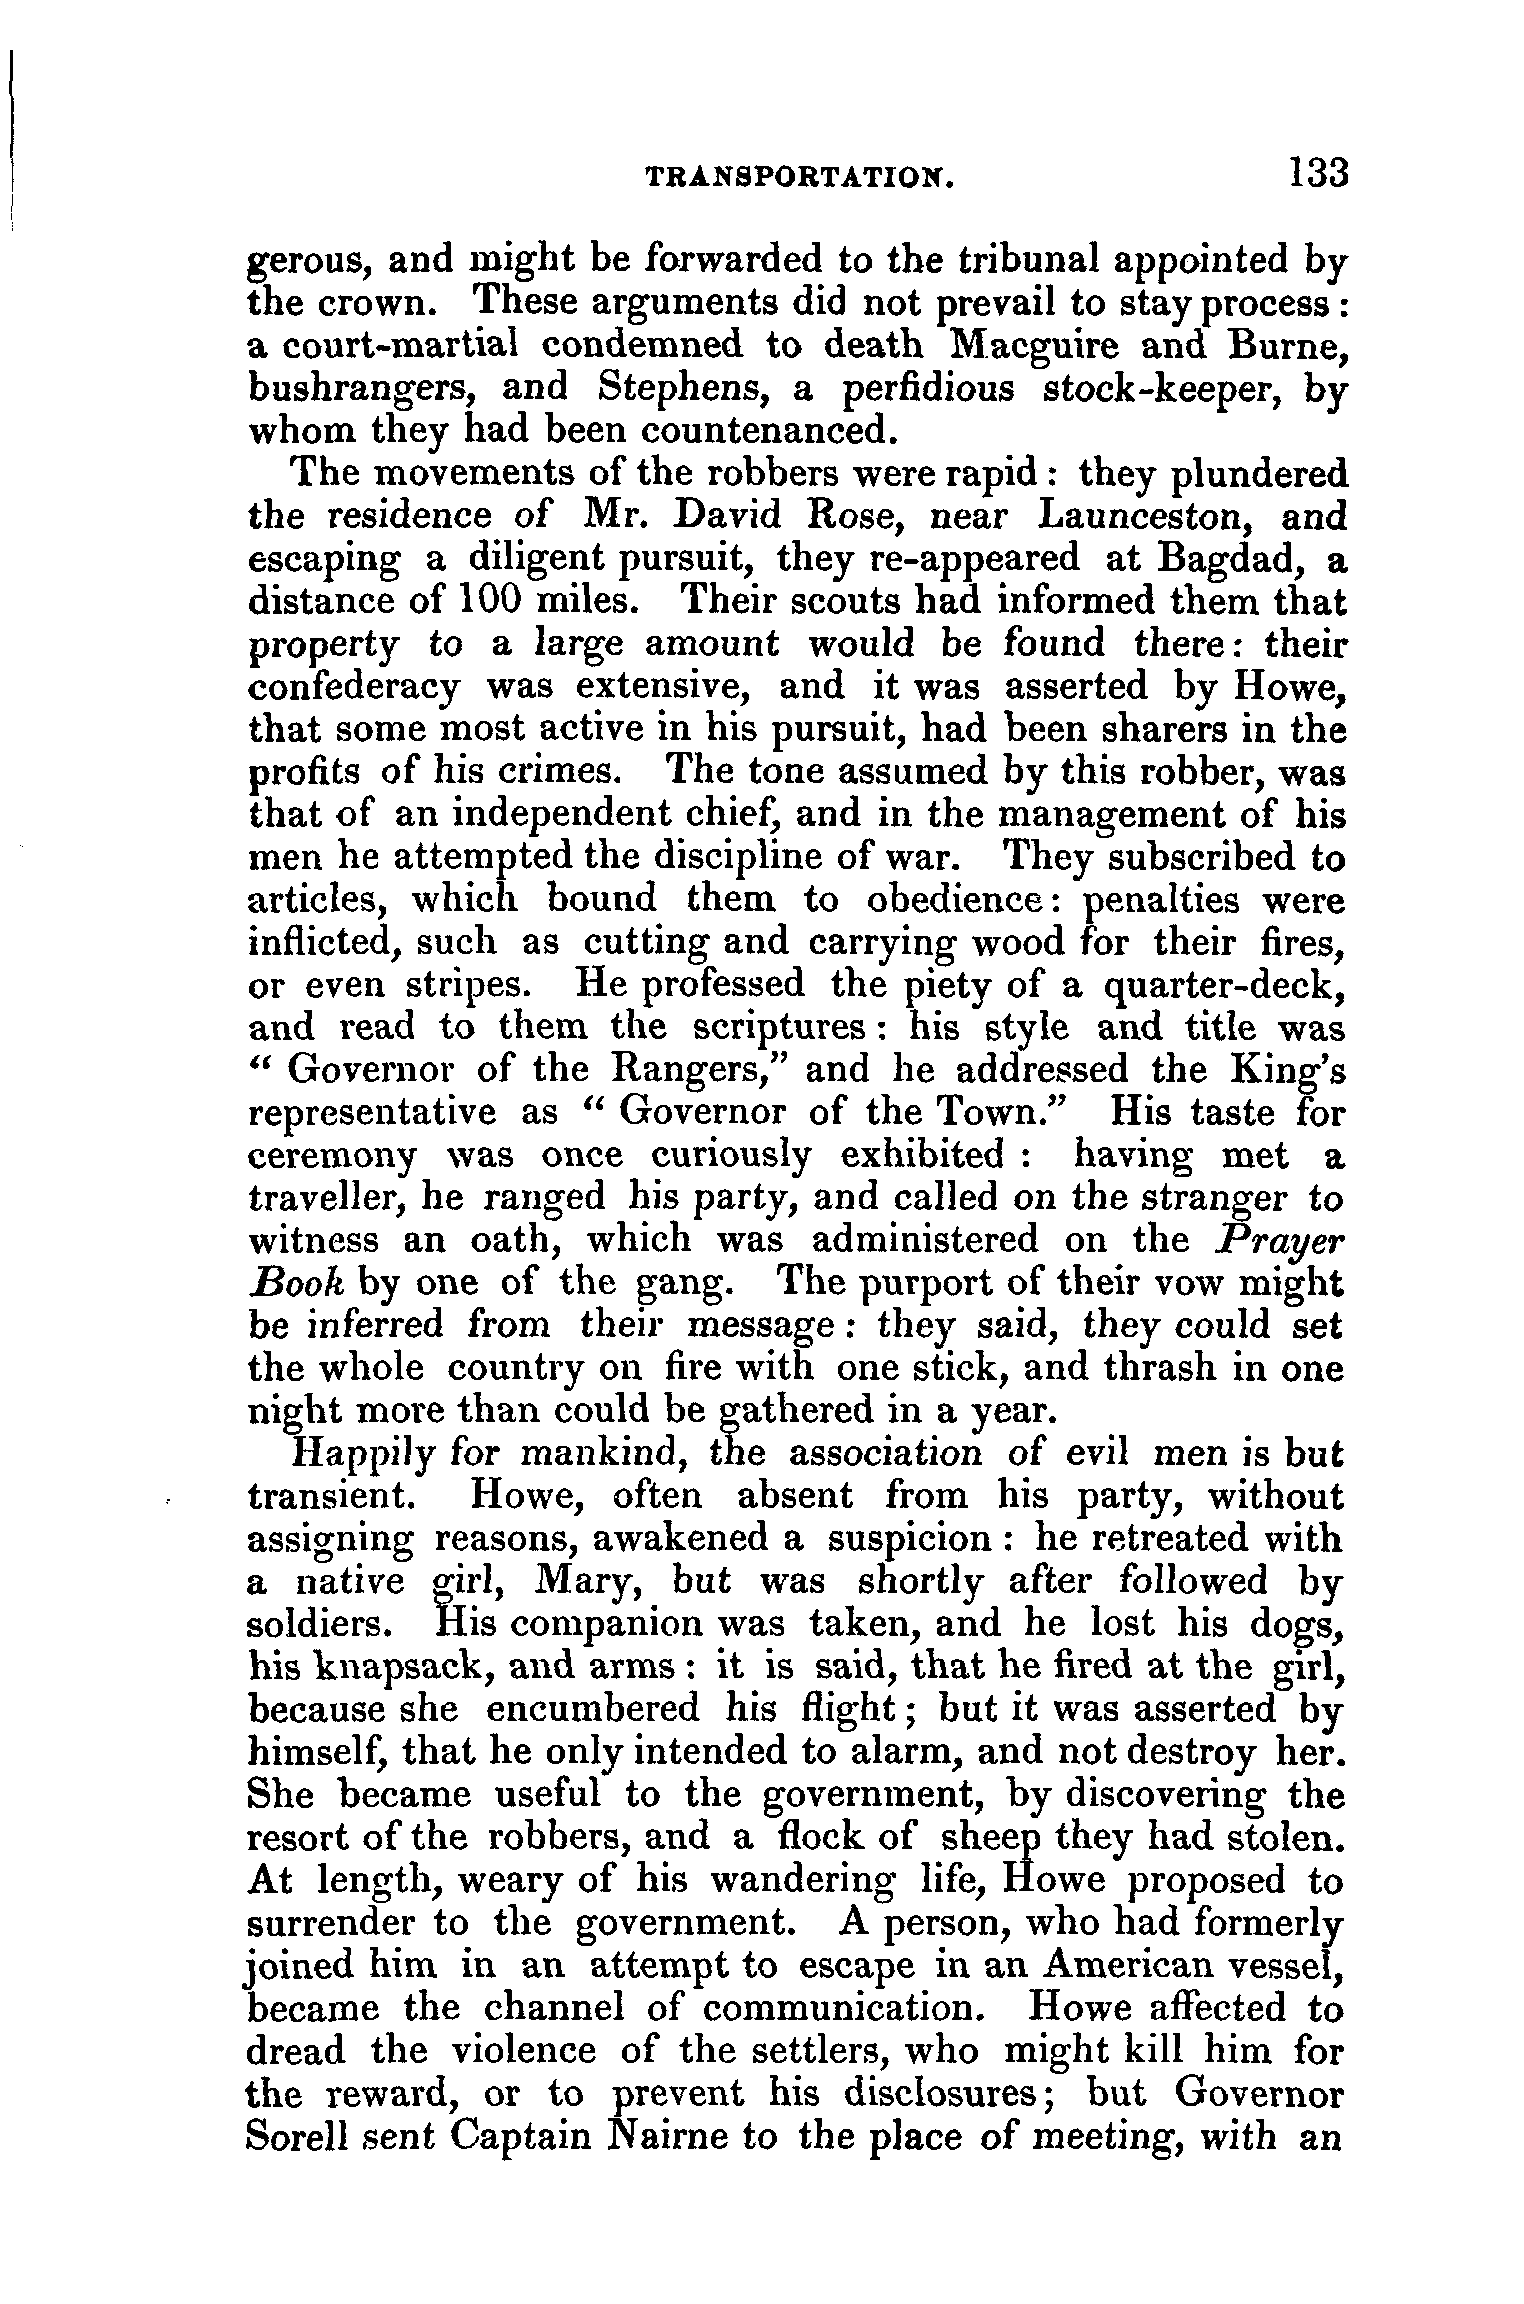 TRANSPORTATION. 133
gerous, and might be forwarded to the tribunal appointed by
the crown. These arguments did not prevail to stay process :
a court-martial condemned to death Macguire and Burne,
bushrangers, and Stephens, a perfidious stock-keeper, by
whom they had been countenanced.
The movements of the robbers were rapid : they plundered
the residence of Mr. David Rose, near Launceston, and
escaping a diligent pursuit, they re-appeared at Bagdad, a
distance of 100 miles. Their scouts had informed them that
property to a large amount would be found there : their
confederacy was extensive, and it was asserted by Howe,
that some most active in his pursuit, had been sharers in the
profits of his crimes. The tone assumed by this robber, was
that of an independent chief, and in the management of his
men he attempted the discipline of war. They subscribed to
articles, which bound them to obedience : penalties were
inflicted, such as cutting and carrying wood for their fires,
or even stripes. He professed the piety of a quarter-deck,
and read to them the scriptures : his style and title was
“ Governor of the Rangers,” and he addressed the King’s
representative as “ Governor of the Town.” His taste for
ceremony was once curiously exhibited : having met a
traveller, he ranged his party, and called on the stranger to
witness an oath, which was administered on the Prayer
Book by one of the gang. The purport of their vow might
be inferred from their message : they said, they could set
the whole country on fire with one stick, and thrash in one
night more than could be gathered in a year.
Happily for mankind, the association of evil men is but
transient. Howe, often absent from his party, without
assigning reasons, awakened a suspicion : he retreated with
a native girl, Mary, but was shortly after followed by
soldiers. His companion was taken, and he lost his dogs,
his knapsack, and arms : it is said, that he fired at the girl,
because she encumbered his flight ; but it was asserted by
himself, that he only intended to alarm, and not destroy her.
She became useful to the government, by discovering the
resort of the robbers, and a flock of sheep they had stolen.
At length, weary of his wandering life, Howe proposed to
surrender to the government. A person, who had formerly
joined him in an attempt to escape in an American vessel,
became the channel of communication. Howe affected to
dread the violence of the settlers, who might kill him for
the reward, or to prevent his disclosures ; but Governor
Sorell sent Captain Nairne to the place of meeting, with an